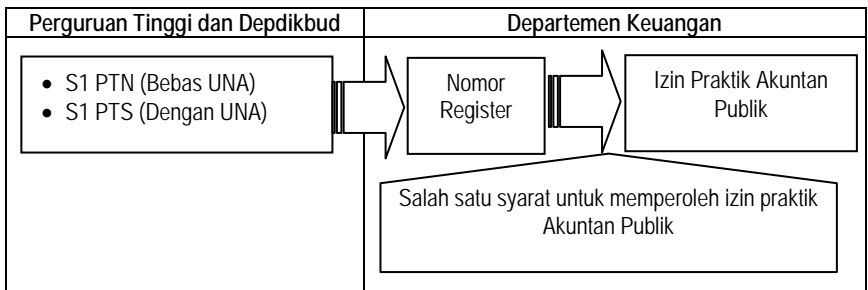 Perguruan Tinggi dan Depdikbud
Departemen Keuangan
• S1 PTN (Bebas UNA)
• S1 PTS (Dengan UNA)
Nomor
Register
Izin Praktik Akuntan
Publik
Salah satu syarat untuk memperoleh izin praktik
Akuntan Publik